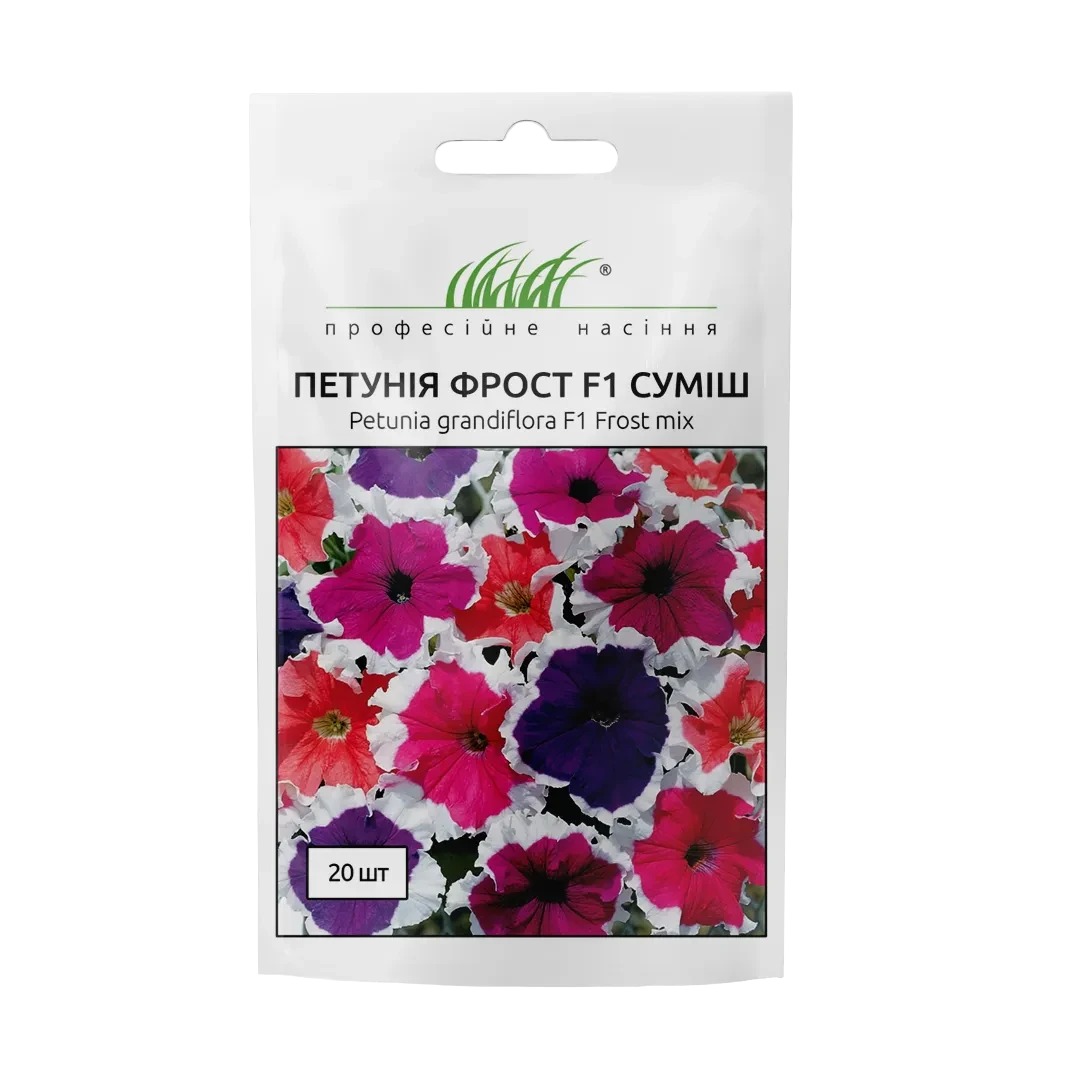 ®
професійне насіння
ПЕТУНІЯ ФРОСТ F1 СУМІШ
Petunia grandiflora F1 Frost mix
20 шт